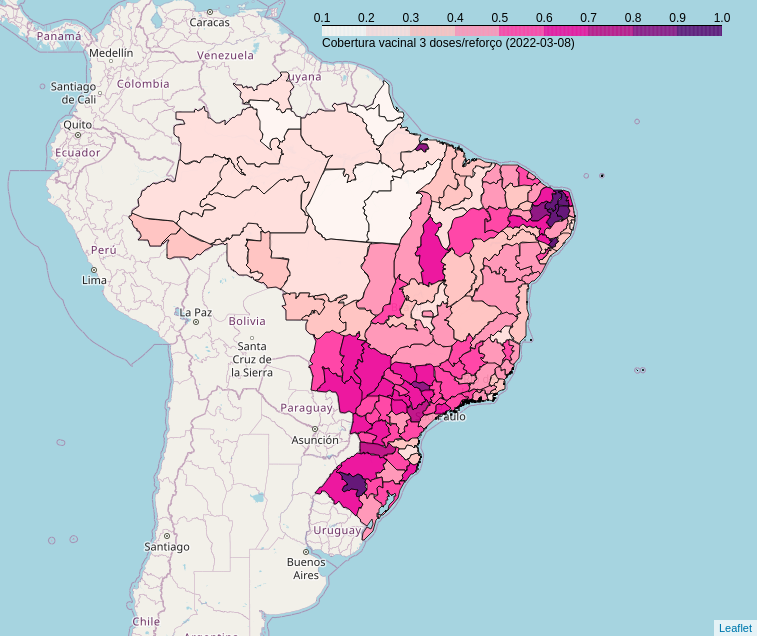 0.1 0.2 0.3 0.4 0.5 0.6 0.7 0.8 0.9 1.0
Cobertura vacinal 3 doses/reforço (2022-03-08)
Caracas
Panamá
Medellín
Venezuela
uyana
Santiago
de Cali
Colombia
Quito
Ecuador
Perú
Lima
La Paz
Bolivia
Santa
Cruz de
la Sierra
Paraguay
Paulo
Asunción
Uruguay
Santiago
Buenos
Aires
Chile
Argentina
Leaflet